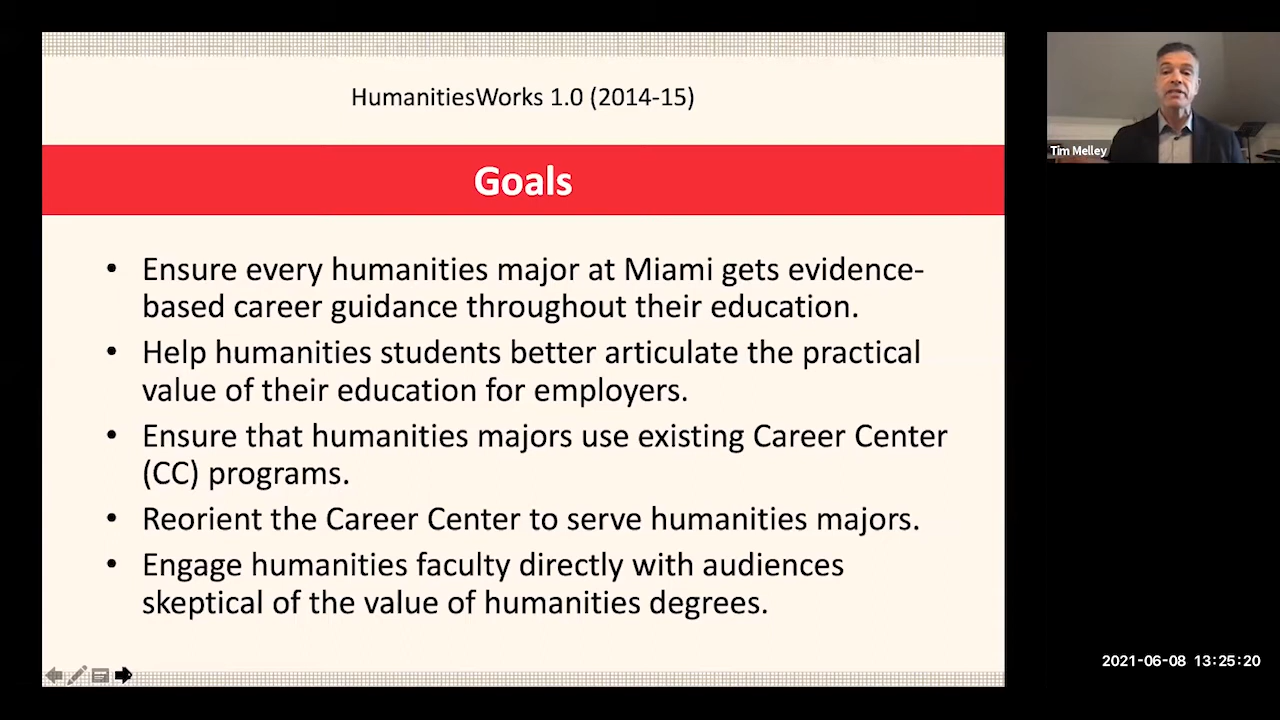 HumanitiesWorks 1.0 (2014-15)
Goals
• Ensure every humanities major at Miami gets evidence-
based career guidance throughout their education.
• Help humanities students better articulate the practical
value of their education for employers.
• Ensure that humanities majors use existing Career Center
(CC) programs.
• Reorient the Career Center to serve humanities majors.
• Engage humanities faculty directly with audiences
skeptical of the value of humanities degrees.
Tim Melley
2021-06-08 13:25:20